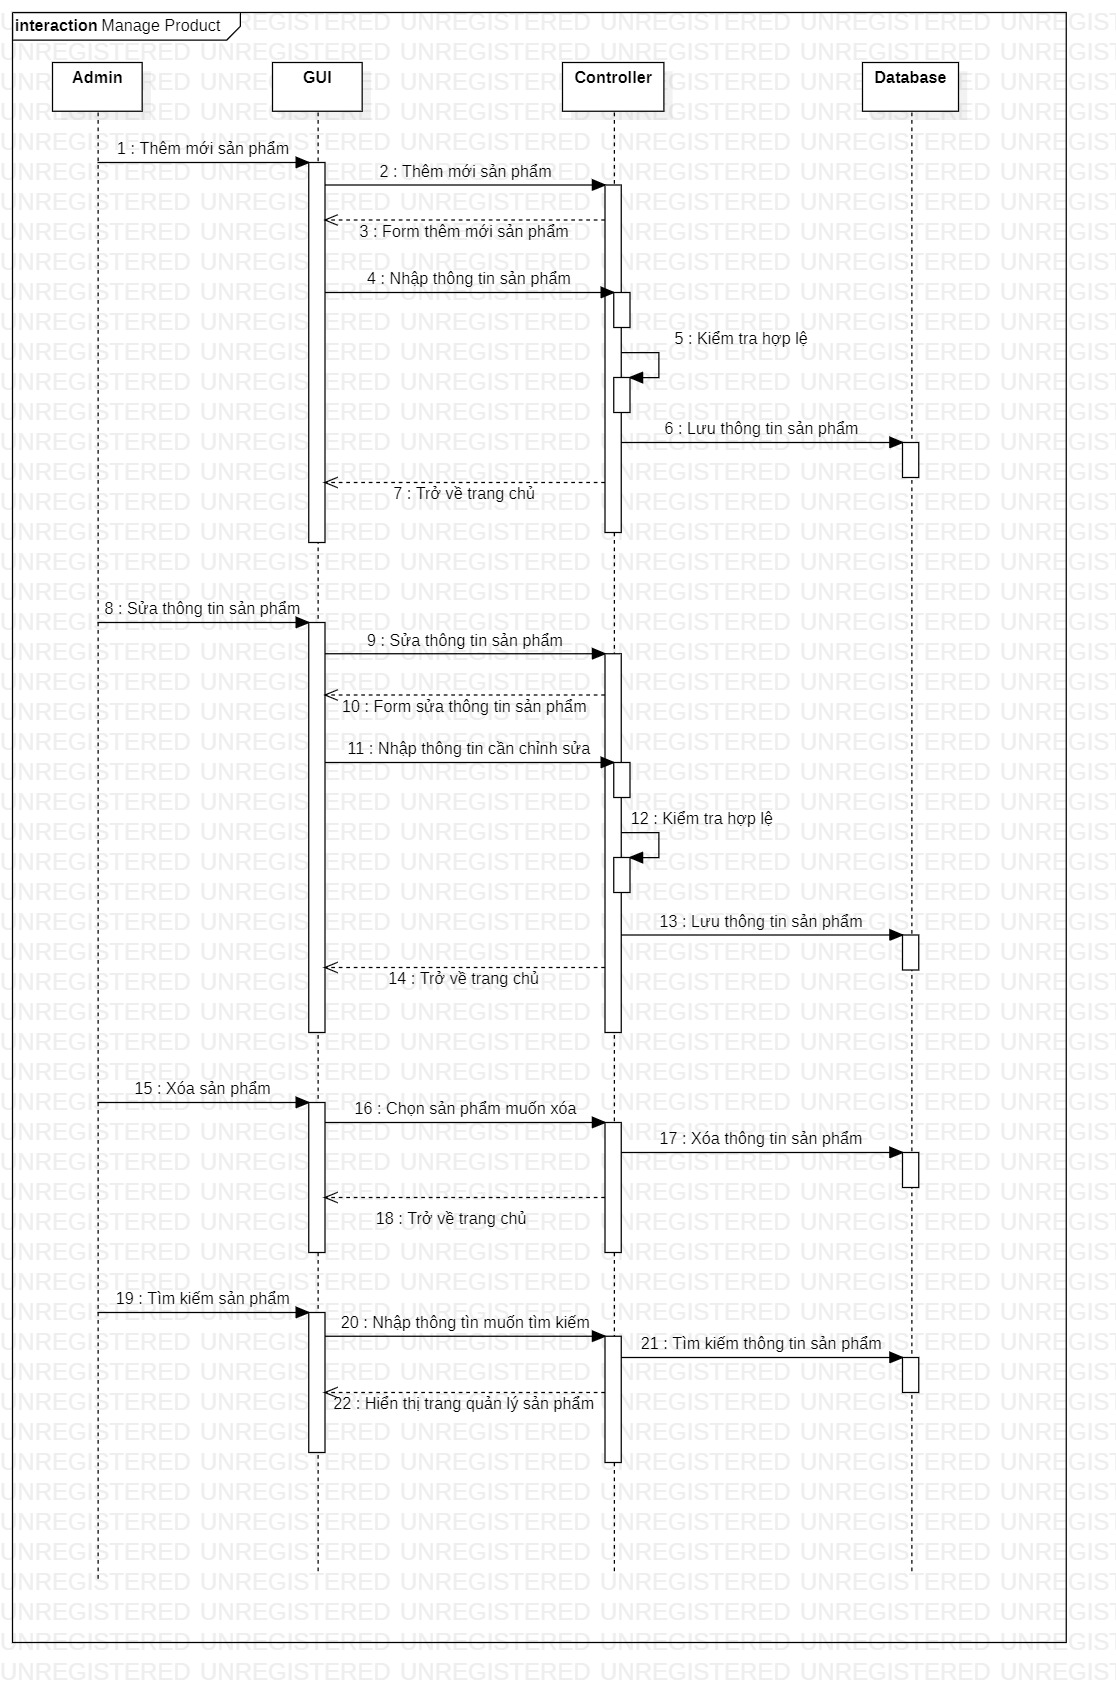 interaction Manage Product
Admin
GUI
Controller
Database
1 : Thêm mới sản phẩm
2 : Thêm mới sản phẩm
3 : Form thêm mới sản phẩm
4 : Nhập thông tin sản phẩm
5 : Kiểm tra hợp lệ
6 : Lưu thông tin sản phẩm
7 : Trở về trang chủ
8 : Sửa thông tin sản phẩm
9 : Sửa thông tin sản phẩm
10 : Form sửa thông tin sản phẩm
11 : Nhập thông tin cần chỉnh sửa
12 : Kiểm tra hợp lệ
13 : Lưu thông tin sản phẩm
14 : Trở về trang chủ
15 : Xóa sản phẩm
16 : Chọn sản phẩm muốn xóa
17 : Xóa thông tin sản phẩm
18 : Trở về trang chủ
19 : Tìm kiếm sản phẩm
20 : Nhập thông tìn muốn tìm kiếm
21 : Tìm kiếm thông tin sản phẩm
22 : Hiển thị trang quản lý sản phẩm
UNREGISTERED